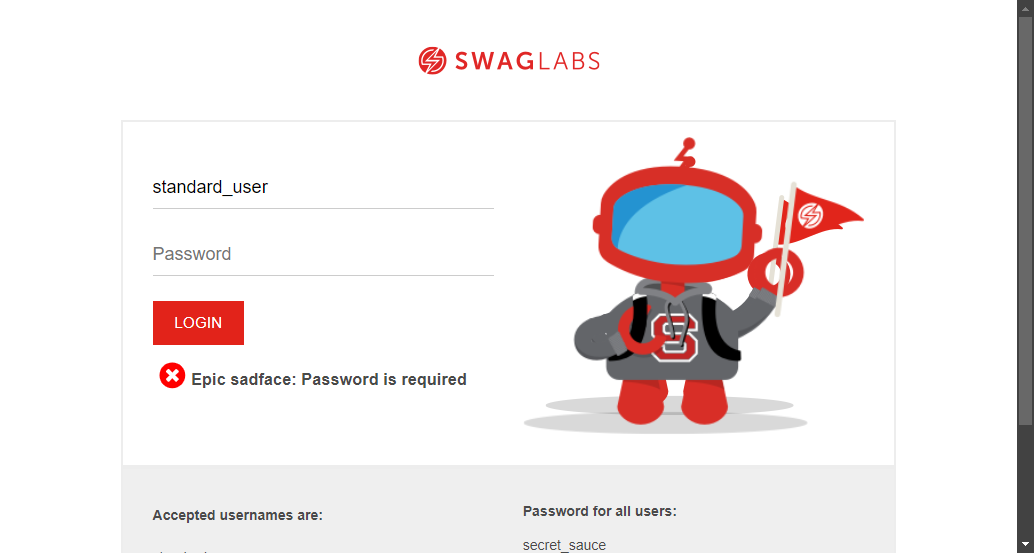 SWAGLABS
standard_user
Password
LOGIN
Epic sadface: Password is required
S
Accepted usernames are:
Password for all users:
secret_sauce